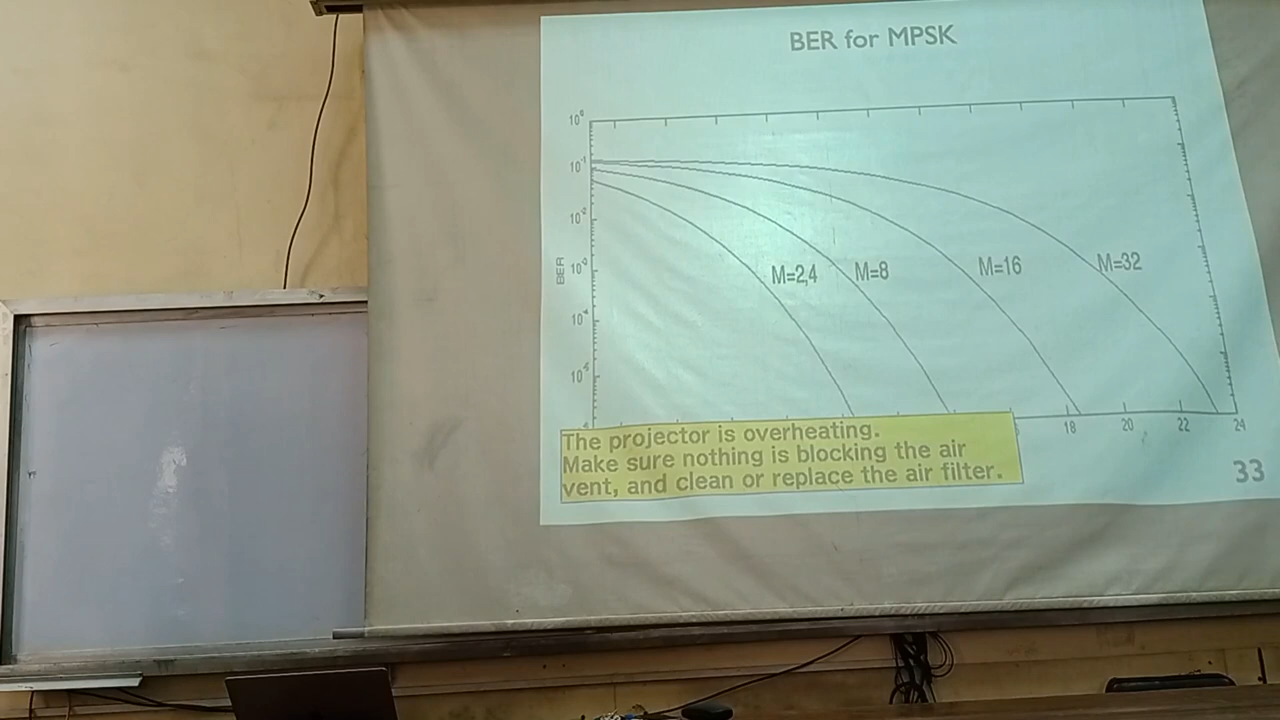 BER for MPSK
10⁰
10⁻¹
10⁻²
10⁻³
10⁻⁴
10⁻⁵
BER
M=2,4
M=8
M=16
M=32
18
20
22
24
The projector is overheating.
Make sure nothing is blocking the air
vent, and clean or replace the air filter.
33